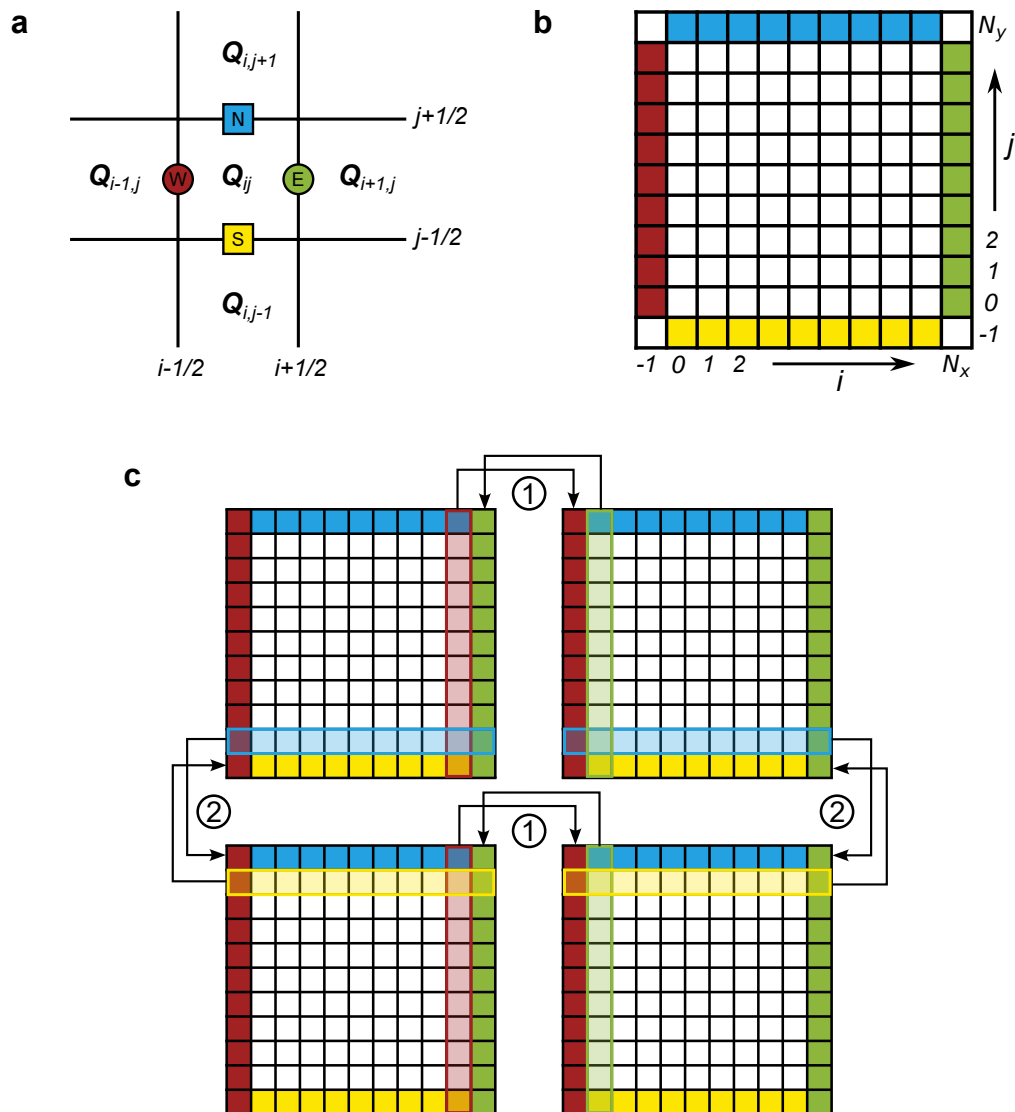 a
Q_{i,j+1}
N
j+1/2
Q_{i-1,j}
W
Q_{ij}
E
Q_{i+1,j}
S
j-1/2
Q_{i,j-1}
i-1/2
i+1/2
b
N_y
j
2
1
0
-1
-1 0 1 2
N_x
i
c
1
2
2
1